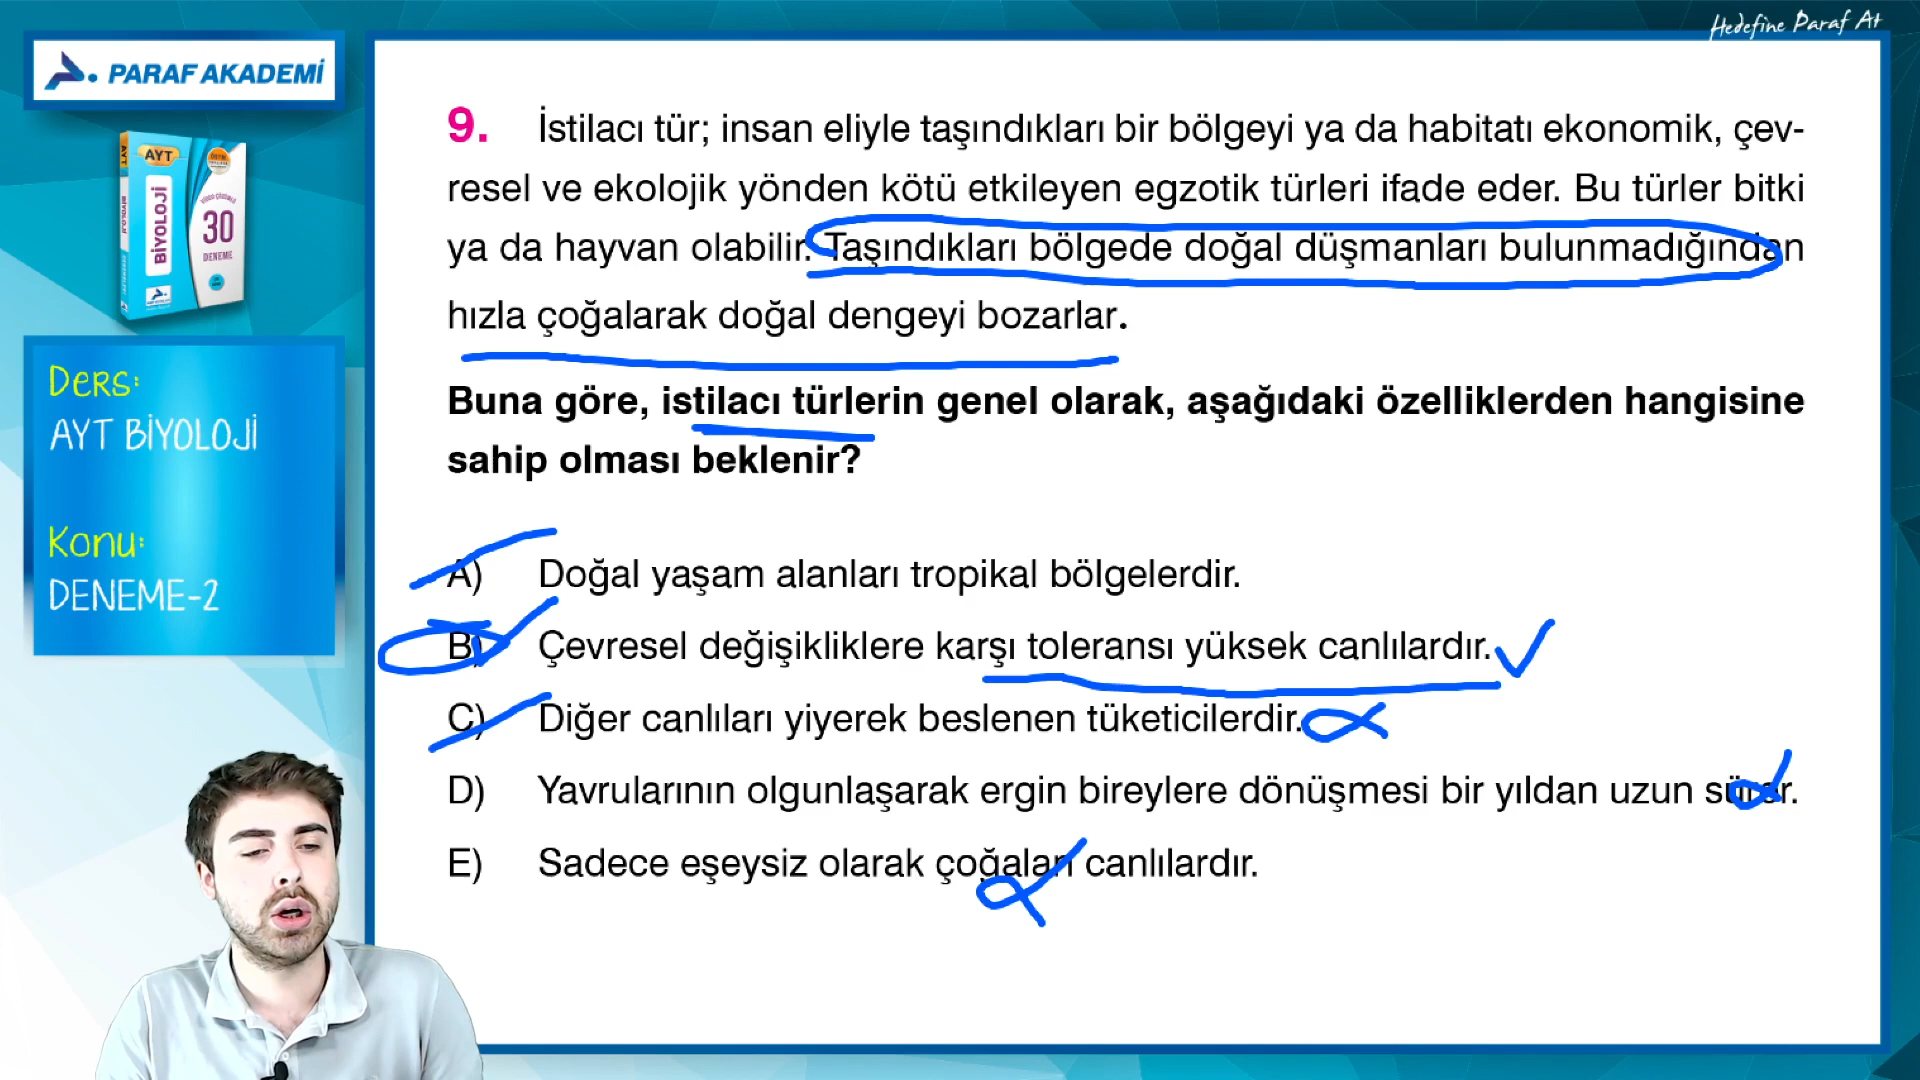 Hedefine Paraf At
PARAF AKADEMİ
AYT
BİYOLOJİ
30
DENEME
BİYOLOJİ
Ders:
AYT BİYOLOJİ
Konu:
DENEME-2
9. İstilacı tür; insan eliyle taşındıkları bir bölgeyi ya da habitatı ekonomik, çev-
resel ve ekolojik yönden kötü etkileyen egzotik türleri ifade eder. Bu türler bitki
ya da hayvan olabilir. Taşındıkları bölgede doğal düşmanları bulunmadığından
hızla çoğalarak doğal dengeyi bozarlar.
Buna göre, istilacı türlerin genel olarak, aşağıdaki özelliklerden hangisine
sahip olması beklenir?
A) Doğal yaşam alanları tropikal bölgelerdir.
B) Çevresel değişikliklere karşı toleransı yüksek canlılardır.
C) Diğer canlıları yiyerek beslenen tüketicilerdir.
D) Yavrularının olgunlaşarak ergin bireylere dönüşmesi bir yıldan uzun sürer.
E) Sadece eşeysiz olarak çoğalan canlılardır.